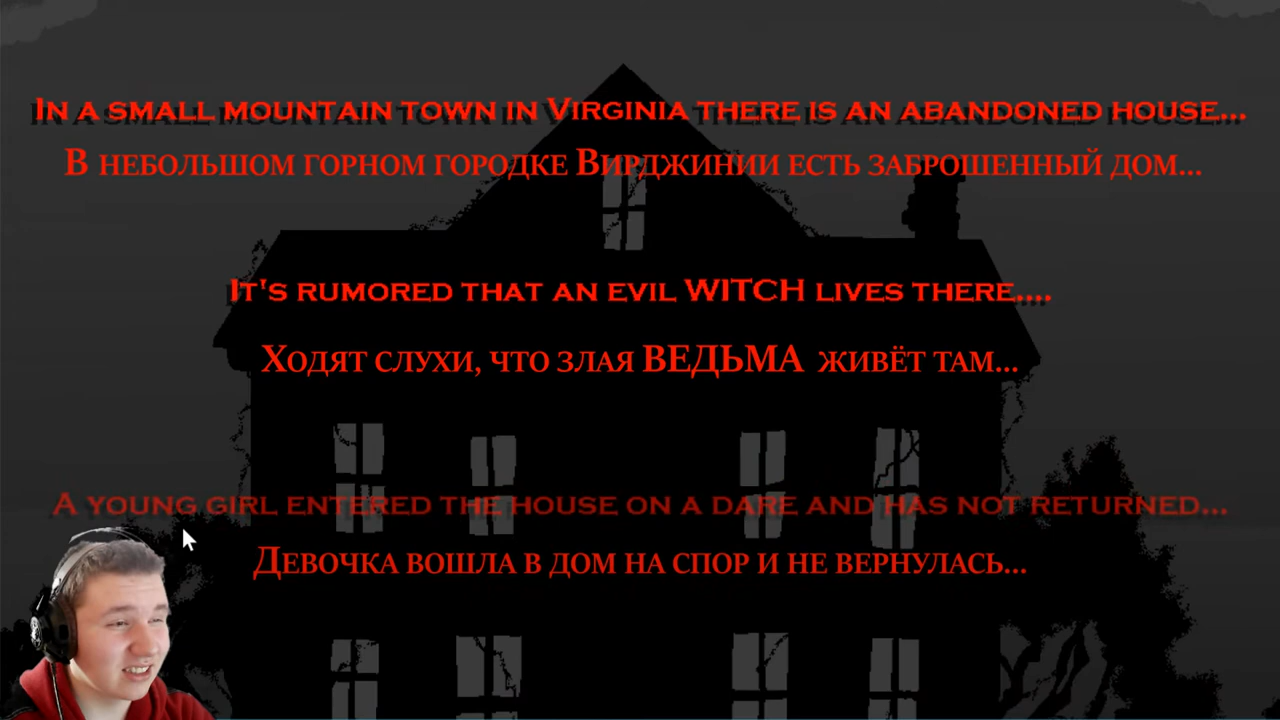 In a small mountain town in Virginia there is an abandoned house...
В небольшом горном городке Вирджинии есть заброшенный дом...
It's rumored that an evil WITCH lives there....
Ходят слухи, что злая ВЕДЬМА живёт там...
A young girl entered the house on a dare and has not returned...
Девочка вошла в дом на спор и не вернулась...